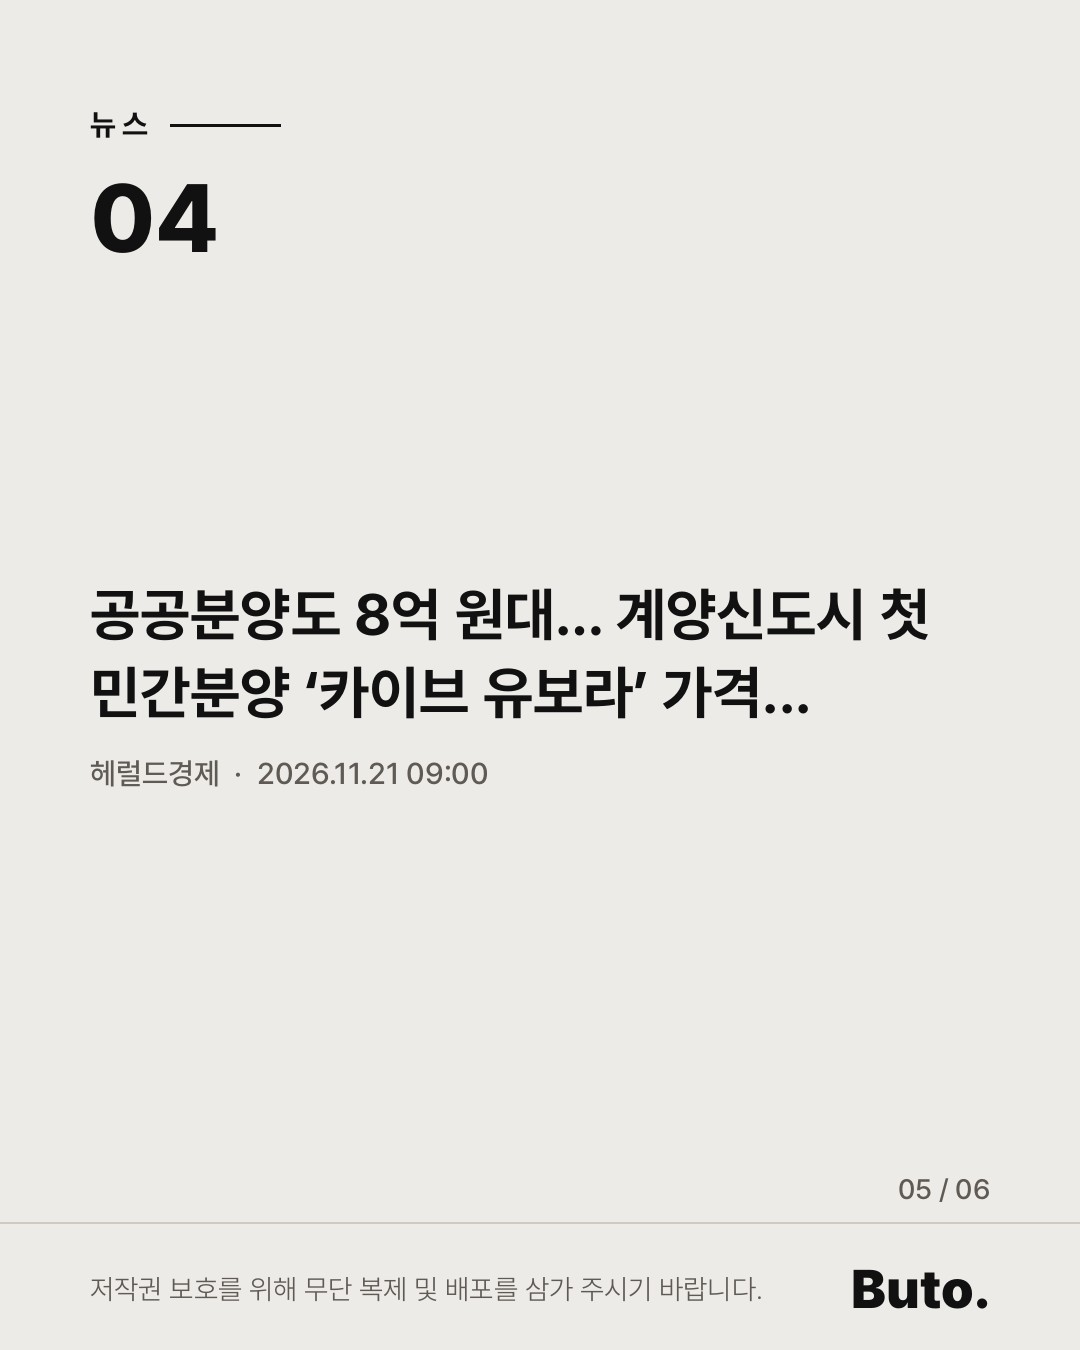 뉴스
04
공공분양도 8억 원대… 계양신도시 첫
민간분양 ‘카이브 유보라’ 가격…
헤럴드경제 · 2026.11.21 09:00
05 / 06
저작권 보호를 위해 무단 복제 및 배포를 삼가 주시기 바랍니다.
Buto.